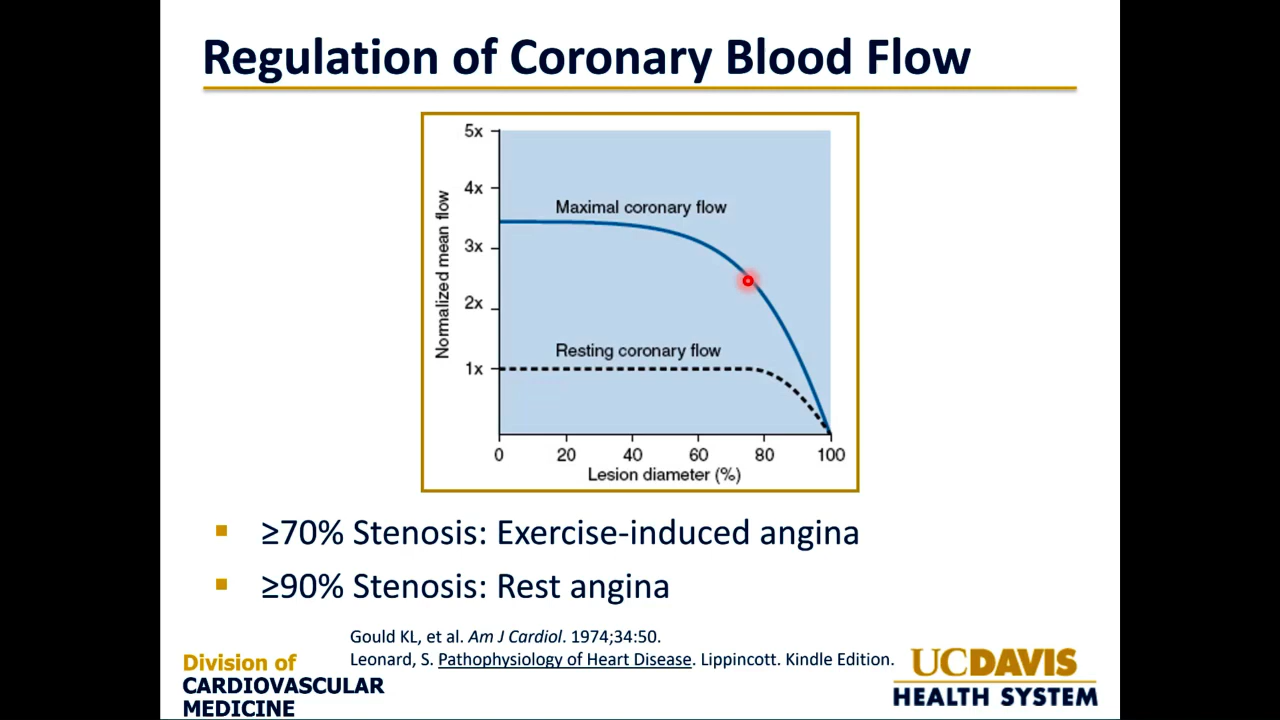 Regulation of Coronary Blood Flow
5x
4x
3x
2x
1x
Normalized mean flow
Maximal coronary flow
Resting coronary flow
0 20 40 60 80 100
Lesion diameter (%)
▪ ≥70% Stenosis: Exercise-induced angina
▪ ≥90% Stenosis: Rest angina
Gould KL, et al. Am J Cardiol. 1974;34:50.
Leonard, S. Pathophysiology of Heart Disease. Lippincott. Kindle Edition.
Division of
CARDIOVASCULAR
MEDICINE
UCDAVIS
HEALTH SYSTEM